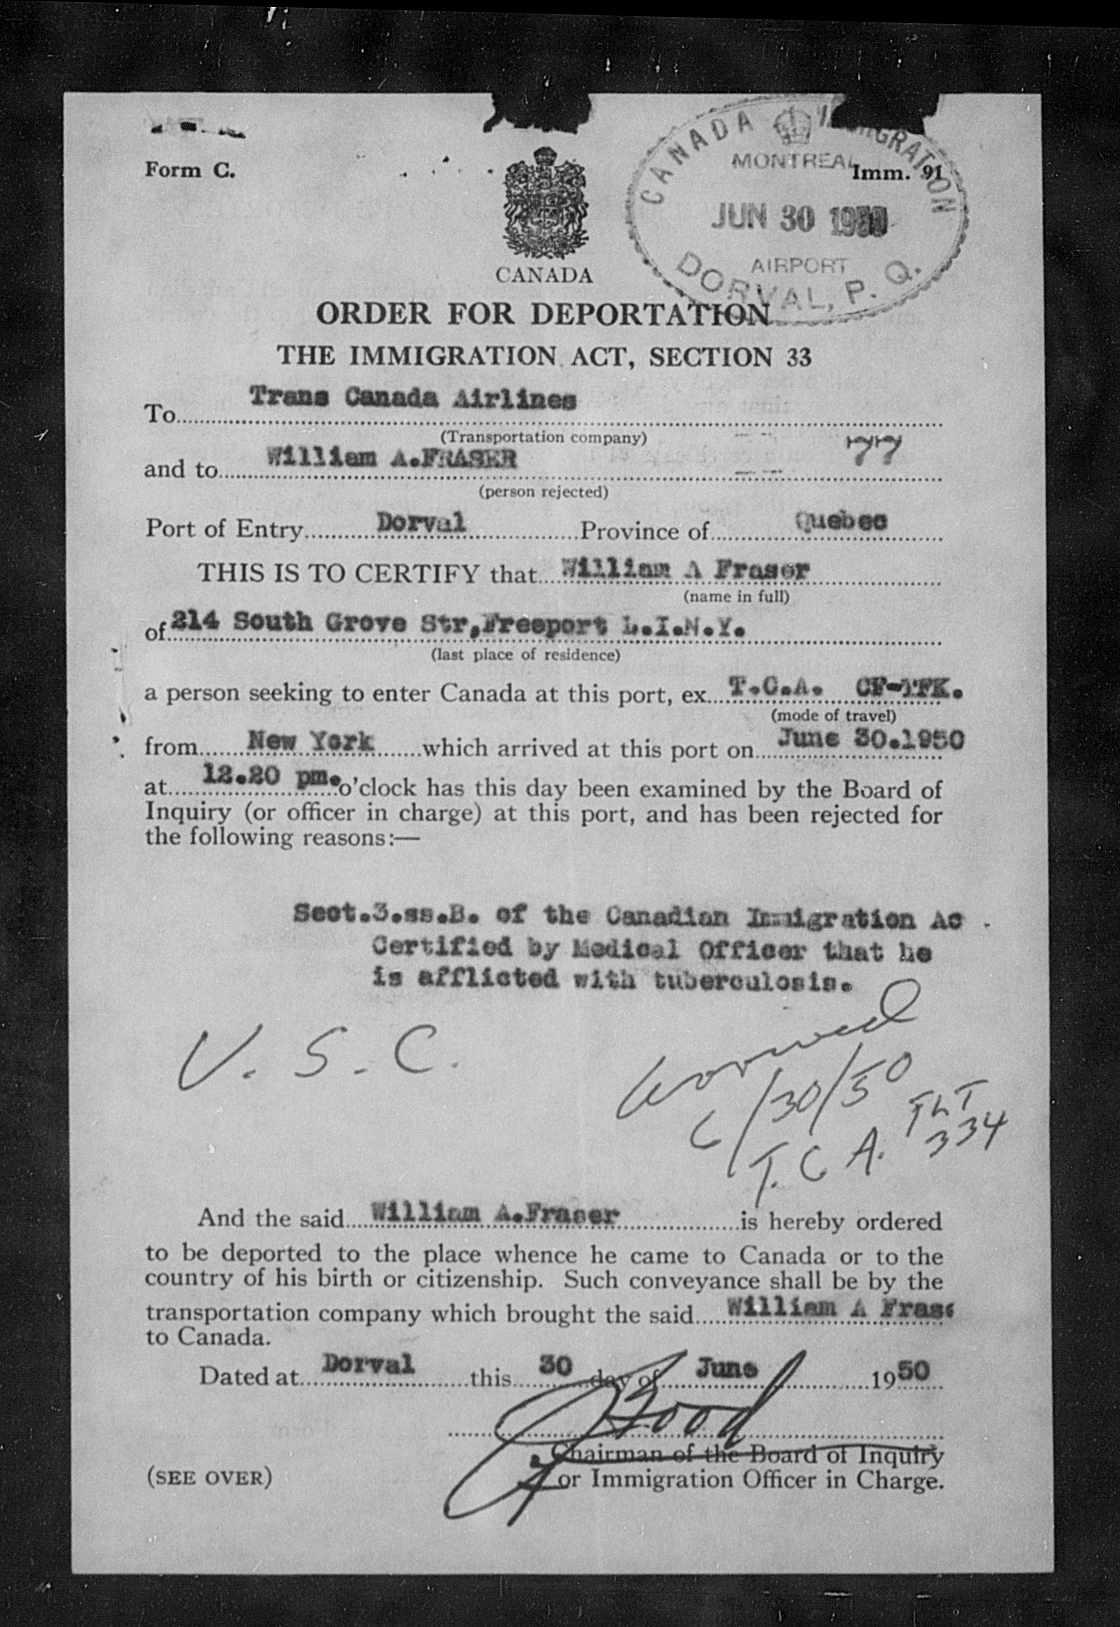 Form C.
CANADA IMMIGRATION
MONTREAL
Imm. 91
JUN 30 1950
AIRPORT
DORVAL, P. Q.
CANADA
ORDER FOR DEPORTATION
THE IMMIGRATION ACT, SECTION 33
To Trans Canada Airlines
(Transportation company)
77
and to William A.FRASER
(person rejected)
Port of Entry Dorval Province of Quebec
THIS IS TO CERTIFY that William A Fraser
(name in full)
of 214 South Grove Str,Freeport L.I.N.Y.
(last place of residence)
a person seeking to enter Canada at this port, ex. T.C.A.
(mode of travel)
from New York which arrived at this port on June 30.1950
at 12.20 pm. o'clock has this day been examined by the Board of
Inquiry (or officer in charge) at this port, and has been rejected for
the following reasons:—
Sect.3.ss.B. of the Canadian Immigration Ac
Certified by Medical Officer that he
is afflicted with tuberculosis.
U. S. C.
6/30/50
T.C.A. FLT
334
And the said William A.Fraser is hereby ordered
to be deported to the place whence he came to Canada or to the
country of his birth or citizenship. Such conveyance shall be by the
transportation company which brought the said William A Frase
to Canada.
Dated at Dorval this 30 day of June 1950
Chairman of the Board of Inquiry
(SEE OVER)
or Immigration Officer in Charge.